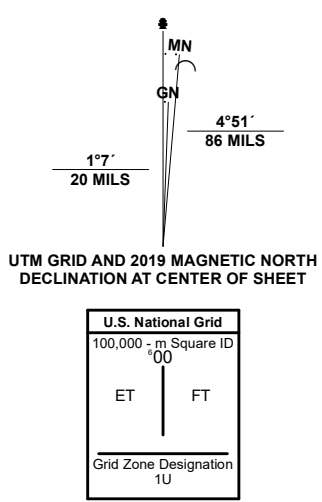 MN
GN
4°51´
86 MILS
1°7´
20 MILS
UTM GRID AND 2019 MAGNETIC NORTH
DECLINATION AT CENTER OF SHEET
U.S. National Grid
100,000 - m Square ID
⁶00
ET FT
Grid Zone Designation
1U